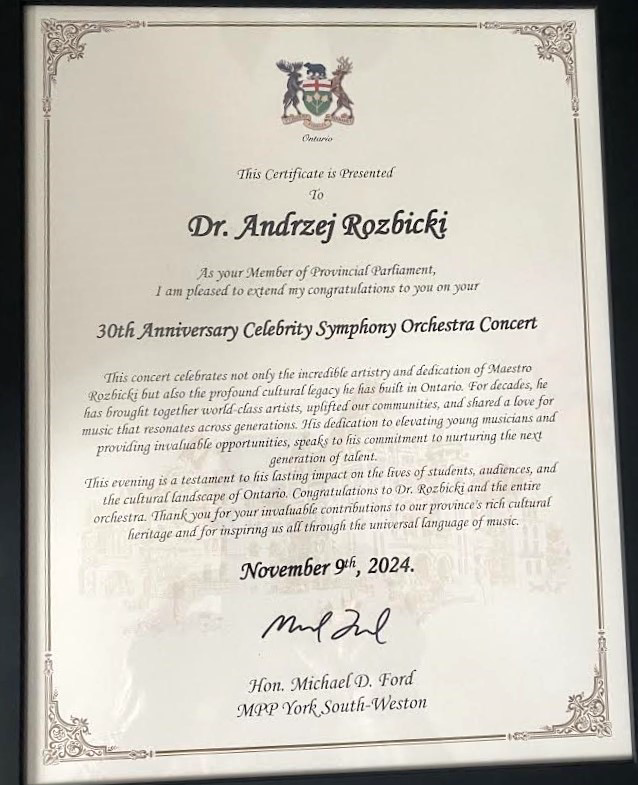 Ontario
This Certificate is Presented
To
Dr. Andrzej Rozbicki
As your Member of Provincial Parliament,
I am pleased to extend my congratulations to you on your
30th Anniversary Celebrity Symphony Orchestra Concert
This concert celebrates not only the incredible artistry and dedication of Maestro
Rozbicki but also the profound cultural legacy he has built in Ontario. For decades, he
has brought together world-class artists, uplifted our communities, and shared a love for
music that resonates across generations. His dedication to elevating young musicians and
providing invaluable opportunities, speaks to his commitment to nurturing the next
generation of talent.
This evening is a testament to his lasting impact on the lives of students, audiences, and
the cultural landscape of Ontario. Congratulations to Dr. Rozbicki and the entire
orchestra. Thank you for your invaluable contributions to our province's rich cultural
heritage and for inspiring us all through the universal language of music.
November 9th, 2024.
Hon. Michael D. Ford
MPP York South-Weston